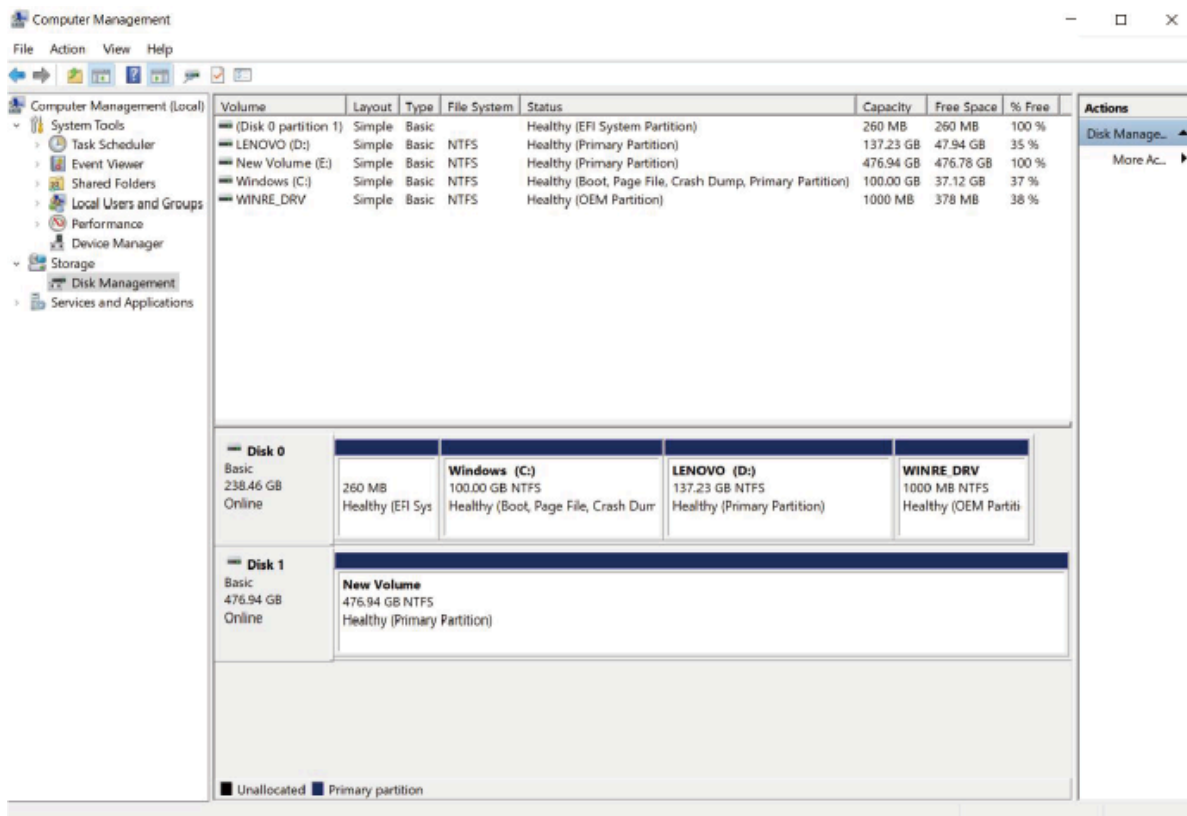 Computer Management
File Action View Help
Computer Management (Local)
System Tools
Task Scheduler
Event Viewer
Shared Folders
Local Users and Groups
Performance
Device Manager
Storage
Disk Management
Services and Applications
Volume Layout Type File System Status Capacity Free Space % Free
(Disk 0 partition 1) Simple Basic Healthy (EFI System Partition) 260 MB 260 MB 100 %
LENOVO (D:) Simple Basic NTFS Healthy (Primary Partition) 137.23 GB 47.94 GB 35 %
New Volume (E:) Simple Basic NTFS Healthy (Primary Partition) 476.94 GB 476.78 GB 100 %
Windows (C:) Simple Basic NTFS Healthy (Boot, Page File, Crash Dump, Primary Partition) 100.00 GB 37.12 GB 37 %
WINRE_DRV Simple Basic NTFS Healthy (OEM Partition) 1000 MB 378 MB 38 %
Actions
Disk Manage...
More Ac...
Disk 0
Basic
238.46 GB
Online
260 MB
Healthy (EFI Sys
Windows (C:)
100.00 GB NTFS
Healthy (Boot, Page File, Crash Dum
LENOVO (D:)
137.23 GB NTFS
Healthy (Primary Partition)
WINRE_DRV
1000 MB NTFS
Healthy (OEM Partiti
Disk 1
Basic
476.94 GB
Online
New Volume
476.94 GB NTFS
Healthy (Primary Partition)
Unallocated Primary partition